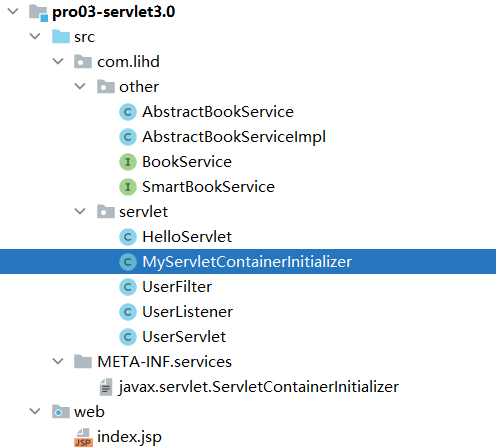 pro03-servlet3.0
src
com.lihd
other
AbstractBookService
AbstractBookServiceImpl
BookService
SmartBookService
servlet
HelloServlet
MyServletContainerInitializer
UserFilter
UserListener
UserServlet
META-INF.services
javax.servlet.ServletContainerInitializer
web
index.jsp